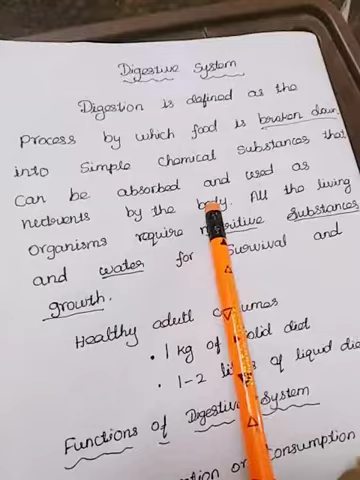 Digestive System
Digestion is defined as the
Process by which food is broken down
into Simple Chemical Substances that
Can be absorbed and used as
nutrients by the body. All the living
organisms require nutritive Substances
and water for Survival and
growth.
Healthy adutl
• 1 kg of Solid diet
• 1-2 of liquid
Functions of Digestive System
or Consumption